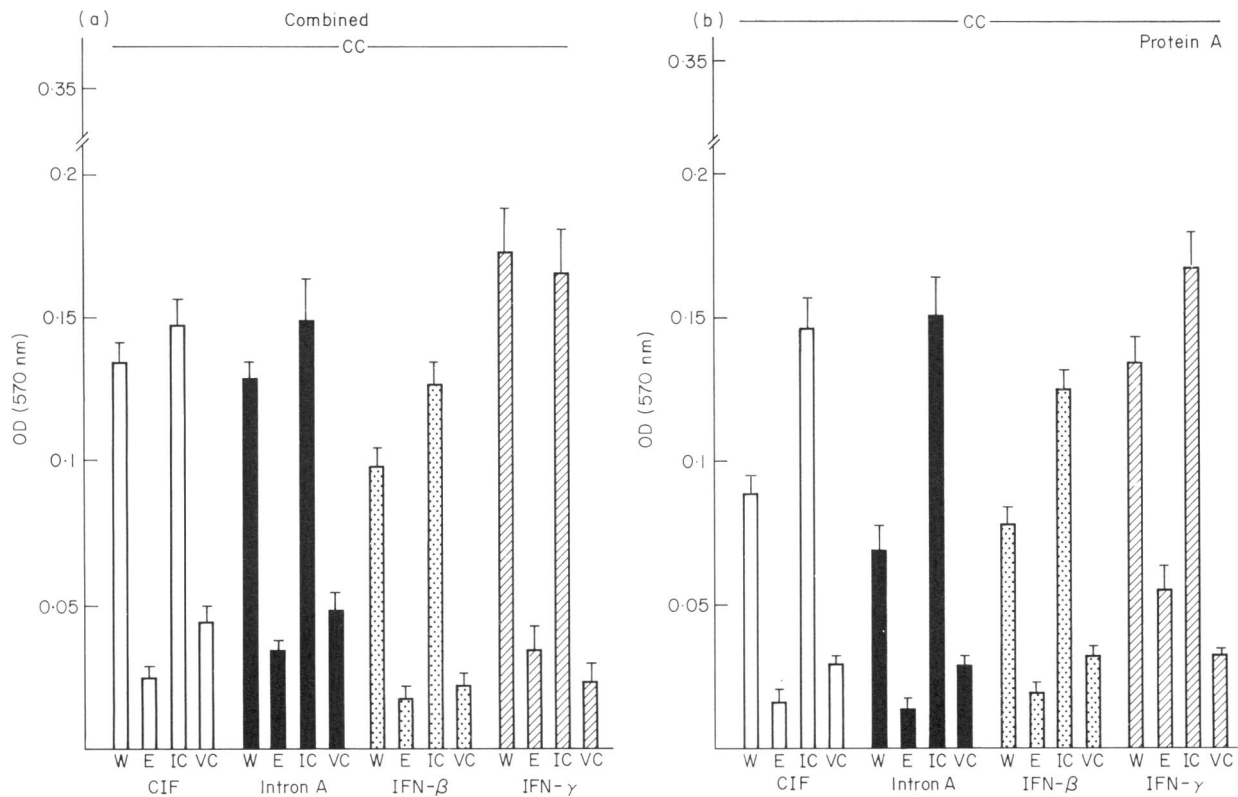 (a) Combined
CC
0·35
0·2
0·15
0·1
0·05
OD (570 nm)
W E IC VC W E IC VC W E IC VC W E IC VC
CIF Intron A IFN-β IFN-γ
(b) CC
Protein A
0·35
0·2
0·15
0·1
0·05
OD (570 nm)
W E IC VC W E IC VC W E IC VC W E IC VC
CIF Intron A IFN-β IFN-γ